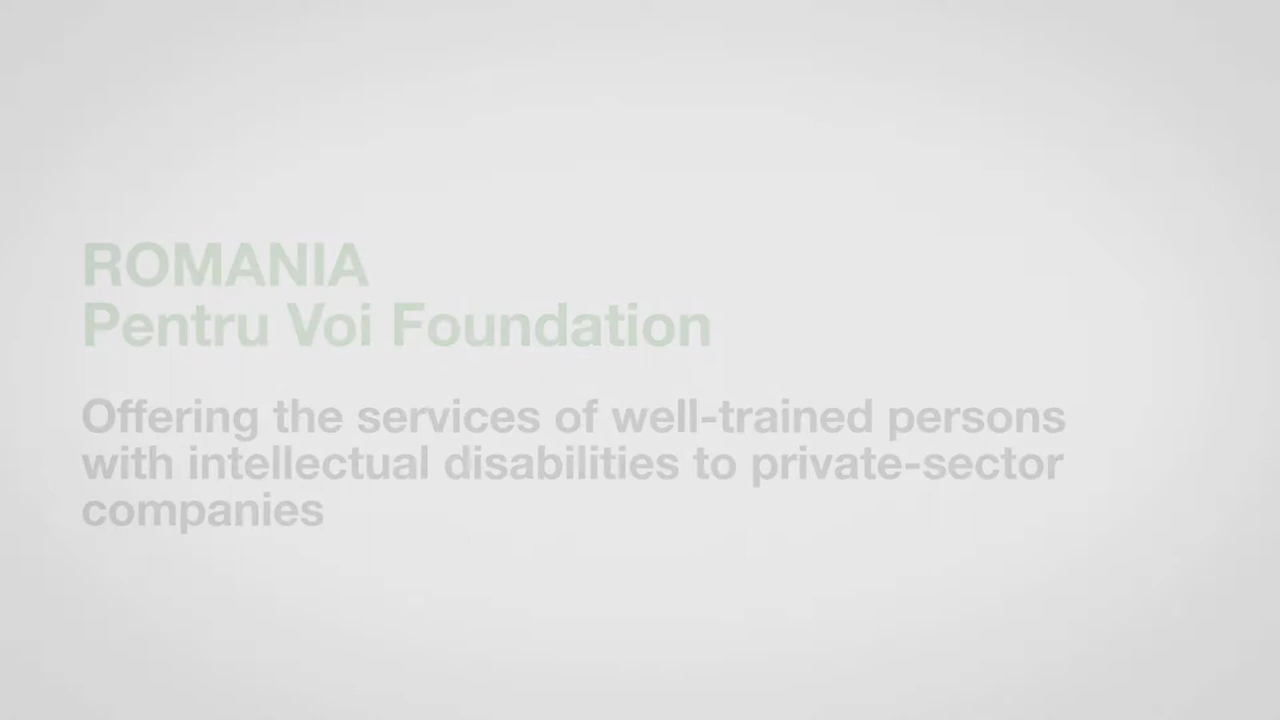 ROMANIA
Pentru Voi Foundation
Offering the services of well-trained persons
with intellectual disabilities to private-sector
companies